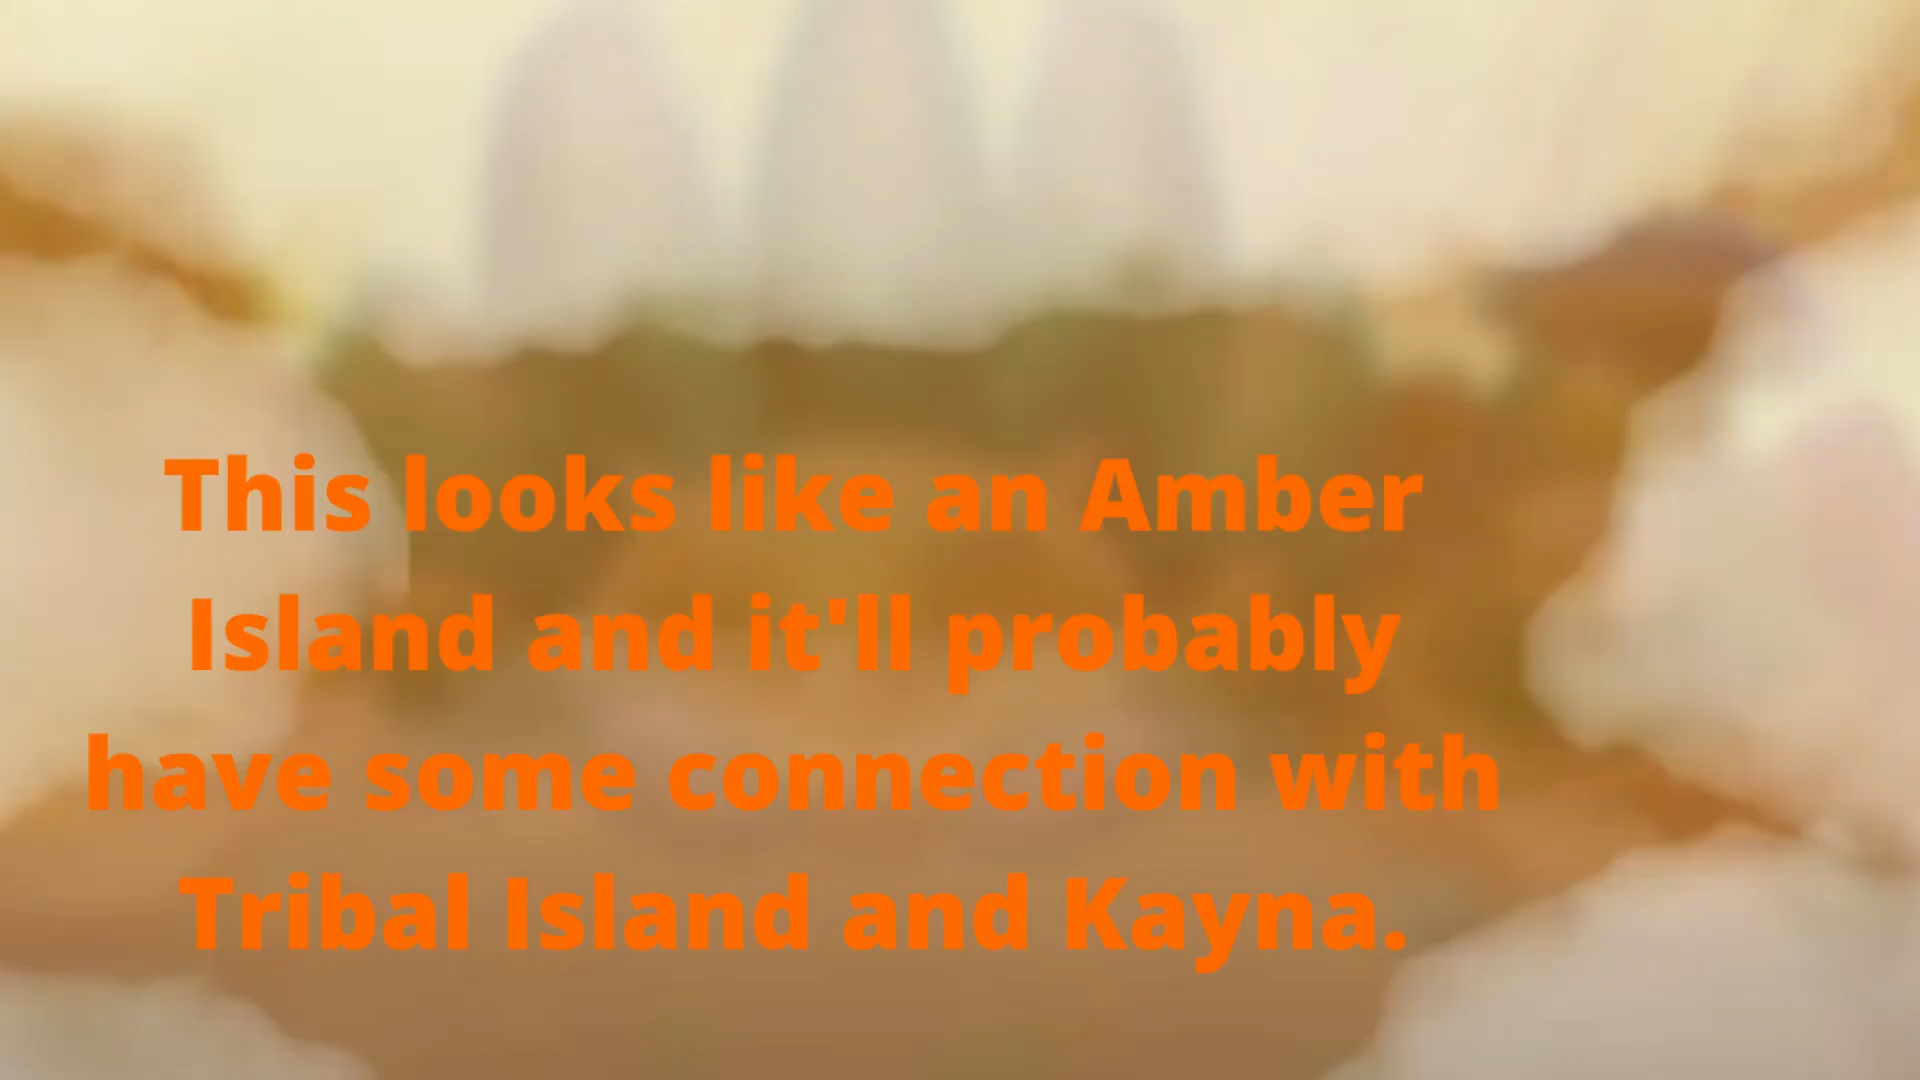 This looks like an Amber
Island and it'll probably
have some connection with
Tribal Island and Kayna.